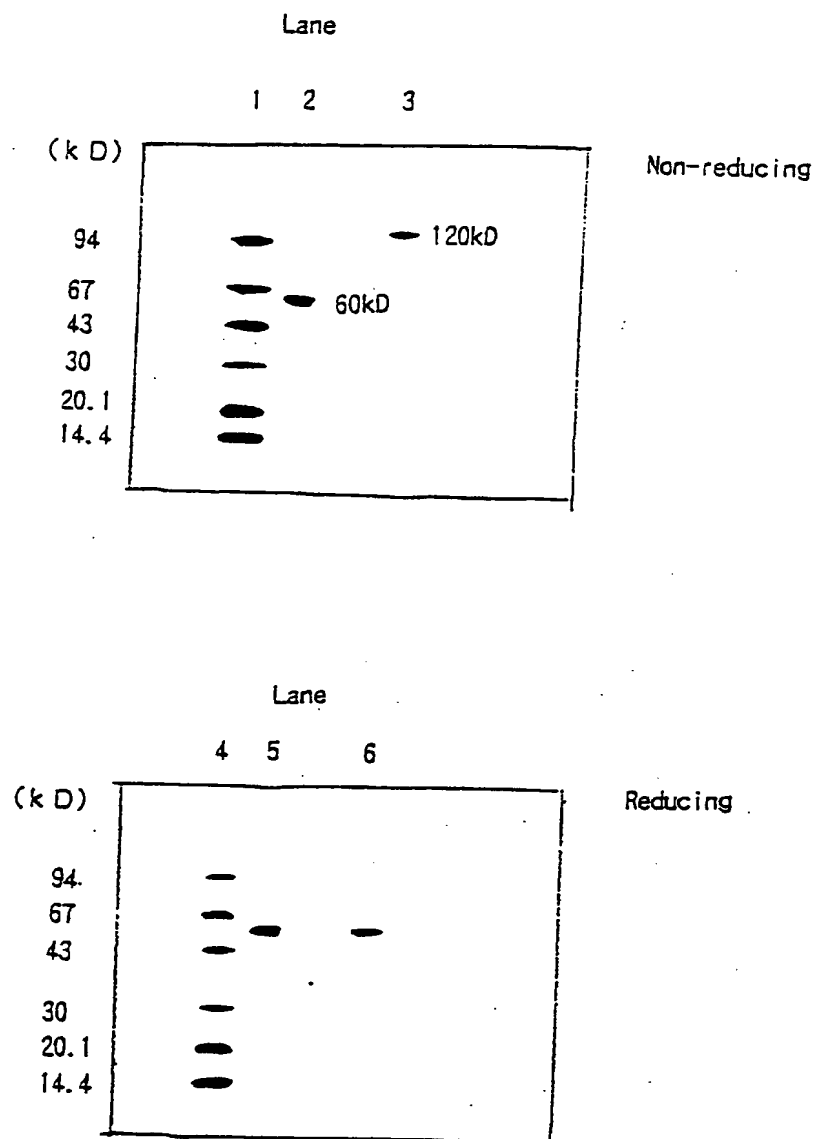 Lane
1 2 3
(kD)
Non-reducing
94
120kD
67
60kD
43
30
20.1
14.4
Lane
4 5 6
(kD)
Reducing
94
67
43
30
20.1
14.4